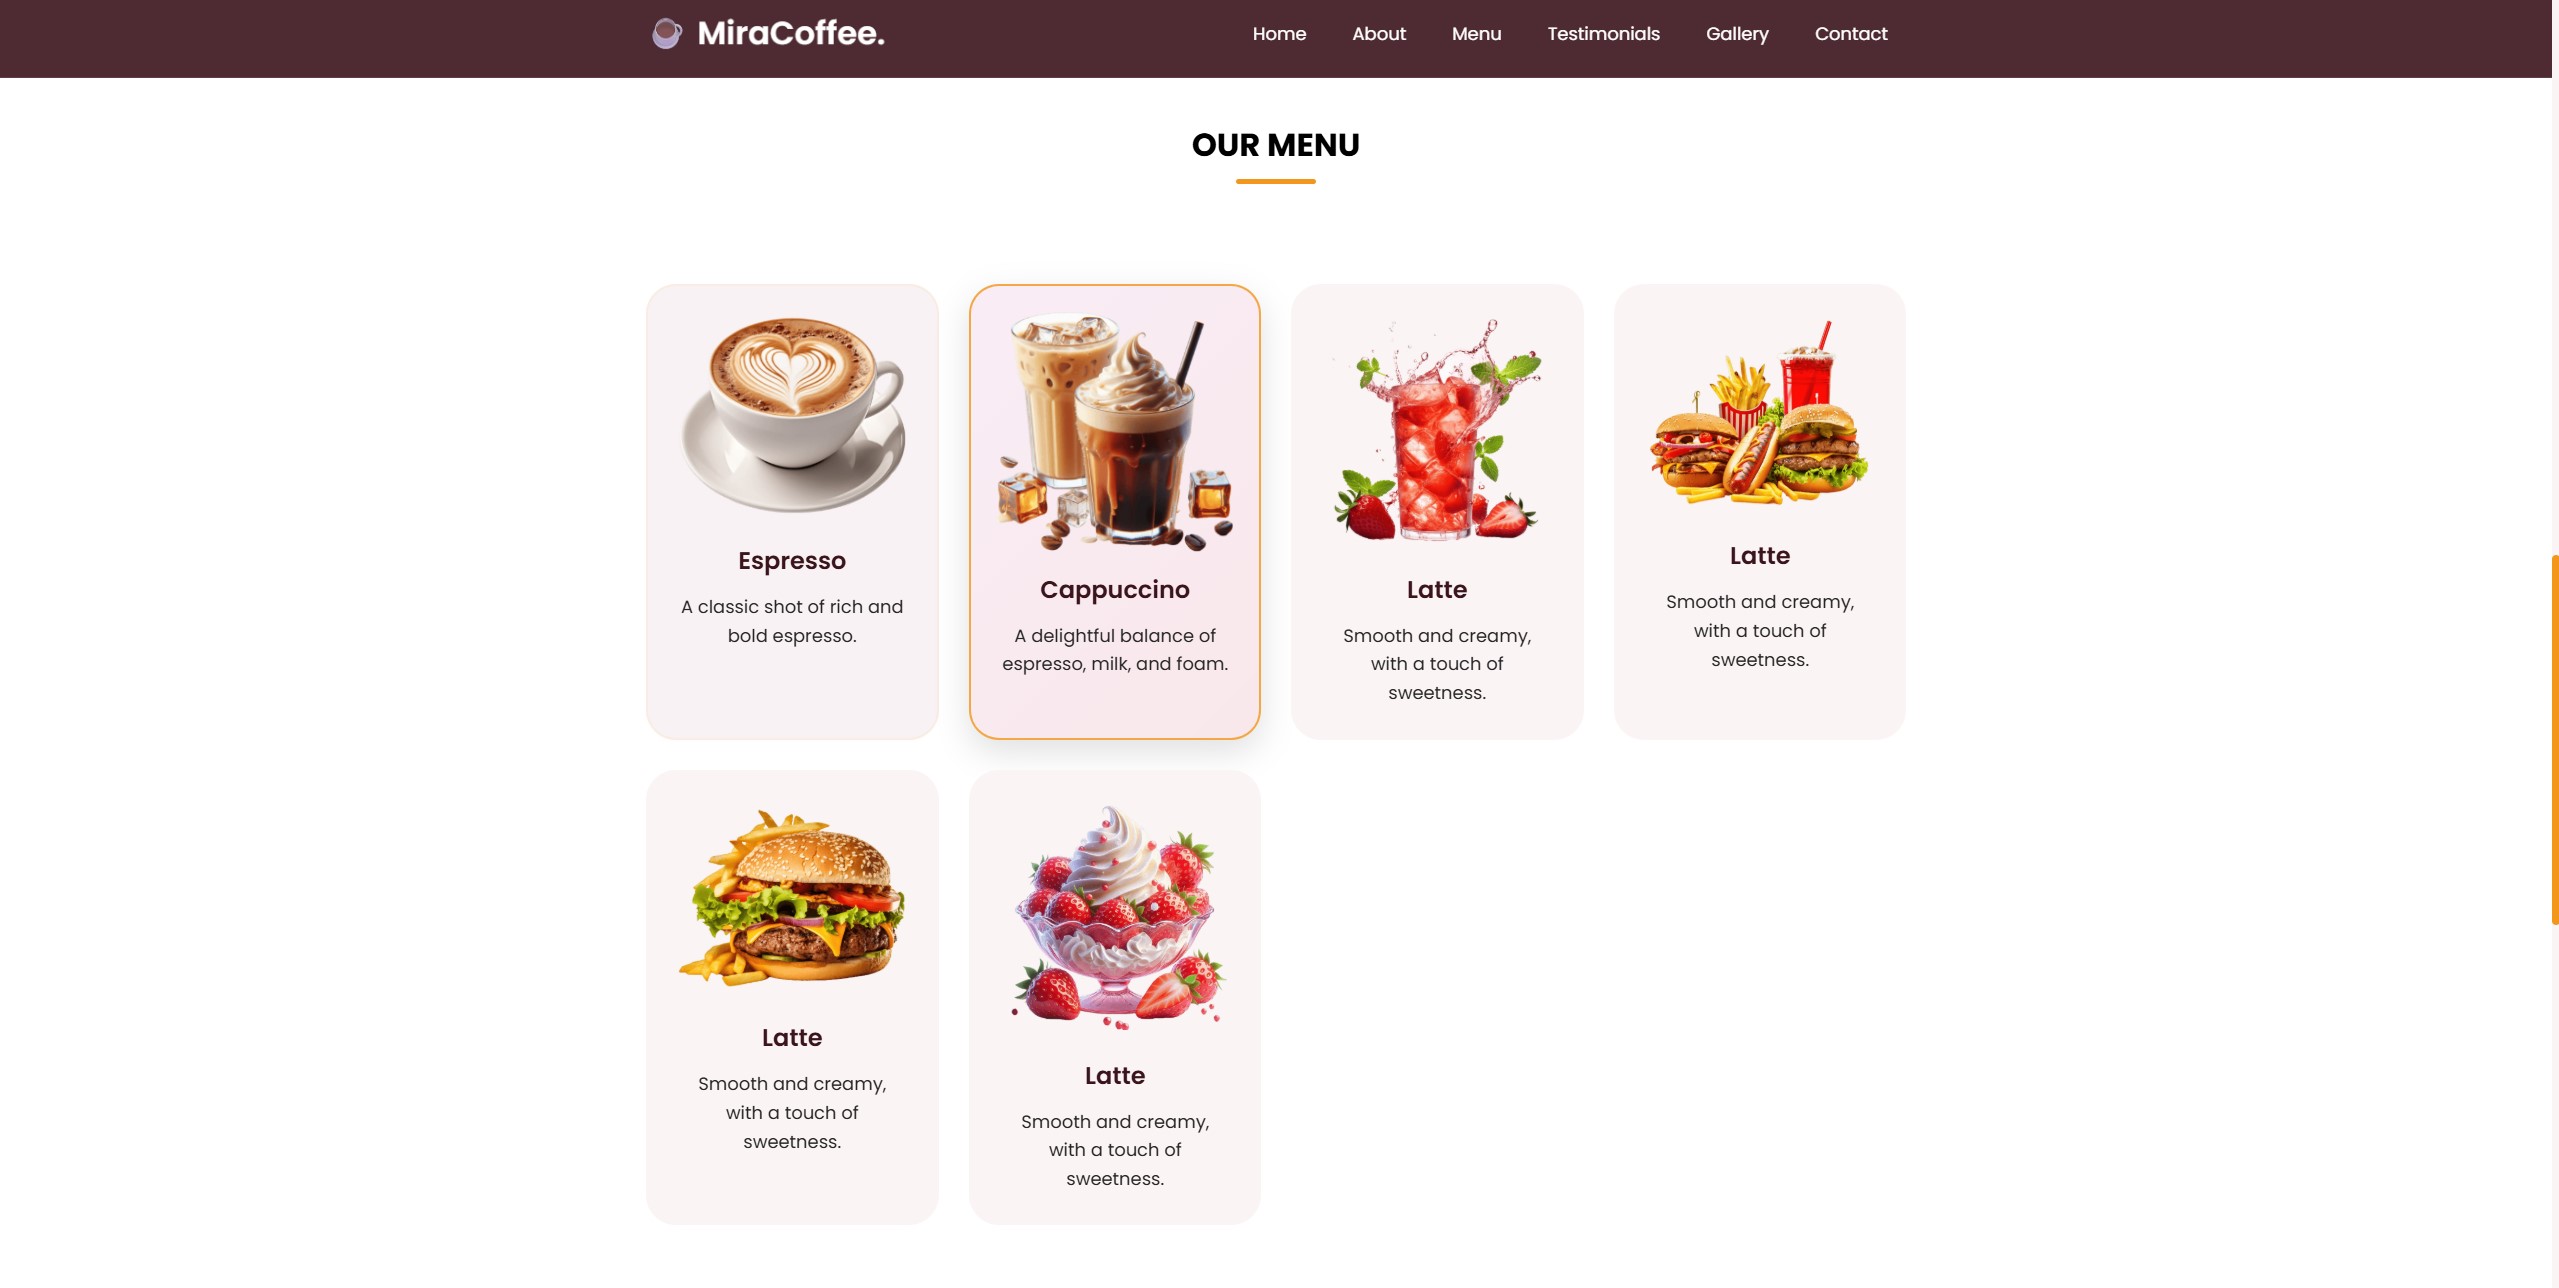 MiraCoffee.
Home About Menu Testimonials Gallery Contact
OUR MENU
Espresso
A classic shot of rich and
bold espresso.
Cappuccino
A delightful balance of
espresso, milk, and foam.
Latte
Smooth and creamy,
with a touch of
sweetness.
Latte
Smooth and creamy,
with a touch of
sweetness.
Latte
Smooth and creamy,
with a touch of
sweetness.
Latte
Smooth and creamy,
with a touch of
sweetness.